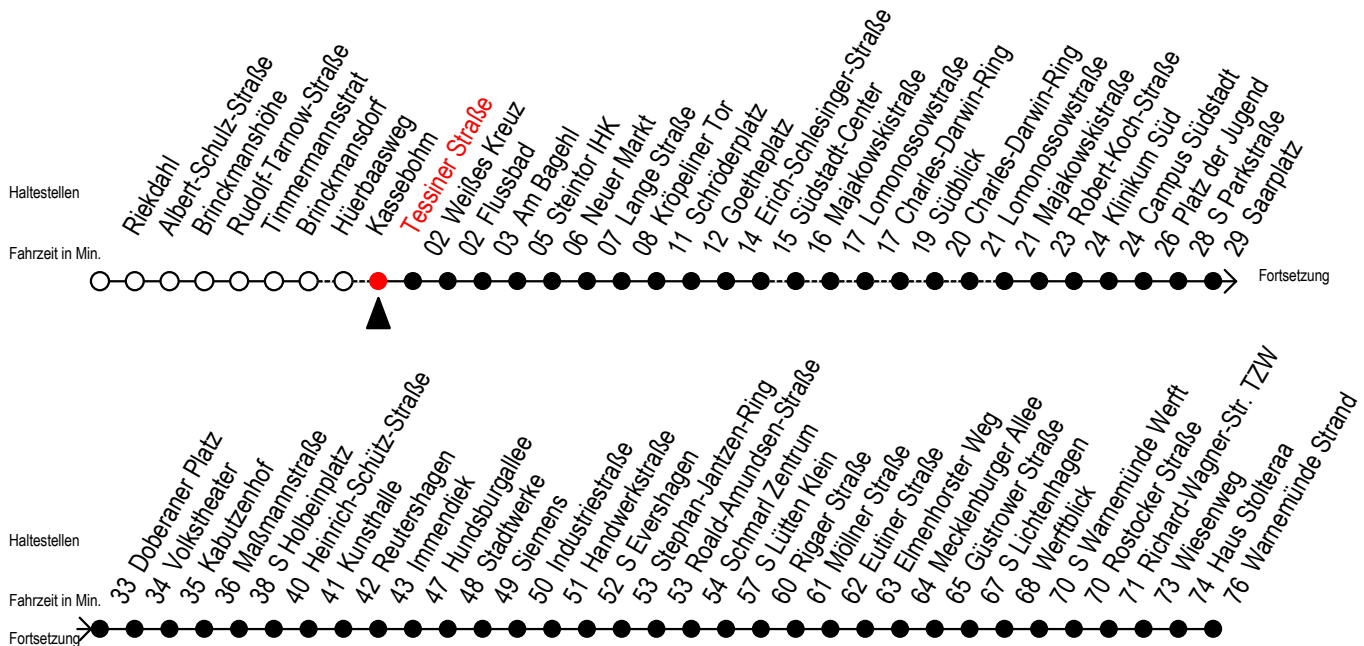 Haltestellen
Riekdahl
Albert-Schulz-Straße
Brinckmanshöhe
Rudolf-Tarnow-Straße
Timmermannsstrat
Brinckmansdorf
Hüerbaasweg
Kassebohm
Tessiner Straße
02 Weißes Kreuz
02 Flussbad
03 Am Bagehl
05 Steintor IHK
06 Neuer Markt
07 Lange Straße
08 Kröpeliner Tor
11 Schröderplatz
12 Goetheplatz
14 Erich-Schlesinger-Straße
15 Südstadt-Center
16 Majakowskistraße
17 Lomonossowstraße
17 Charles-Darwin-Ring
19 Südblick
20 Charles-Darwin-Ring
21 Lomonossowstraße
21 Majakowskistraße
23 Robert-Koch-Straße
24 Klinikum Süd
24 Campus Südstadt
26 Platz der Jugend
28 S Parkstraße
29 Saarplatz
Fahrzeit in Min.
Fortsetzung
Haltestellen
33 Doberaner Platz
34 Volkstheater
35 Kabutzenhof
36 Maßmannstraße
38 S Holbeinplatz
40 Heinrich-Schütz-Straße
41 Kunsthalle
42 Reutershagen
43 Immendiek
47 Hundsburgallee
48 Stadtwerke
49 Siemens
50 Industriestraße
51 Handwerkstraße
52 S Evershagen
53 Stephan-Jantzen-Ring
53 Roald-Amundsen-Straße
54 Schmarl Zentrum
57 S Lütten Klein
60 Rigaer Straße
61 Möllner Straße
62 Eutiner Straße
63 Elmenhorster Weg
64 Mecklenburger Allee
65 Güstrower Straße
67 S Lichtenhagen
68 Werftblick
70 S Warnemünde Werft
70 Rostocker Straße
71 Richard-Wagner-Str. TZW
73 Wiesenweg
74 Haus Stolteraa
76 Warnemünde Strand
Fahrzeit in Min.
Fortsetzung